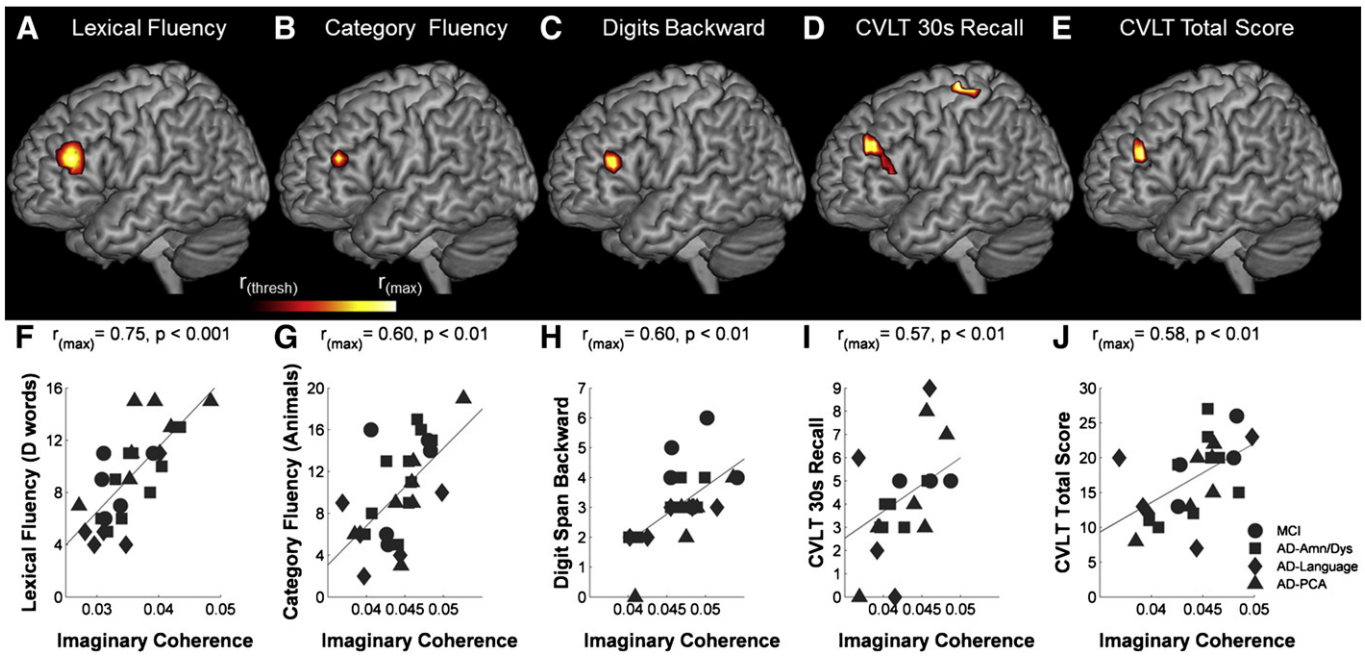 A Lexical Fluency
B Category Fluency
C Digits Backward
D CVLT 30s Recall
E CVLT Total Score
r(thresh) r(max)
F r(max)= 0.75, p < 0.001
G r(max)= 0.60, p < 0.01
H r(max)= 0.60, p < 0.01
I r(max)= 0.57, p < 0.01
J r(max)= 0.58, p < 0.01
Lexical Fluency (D words)
16
12
8
4
0
0.03 0.04 0.05
Imaginary Coherence
Category Fluency (Animals)
20
16
12
8
4
0
0.04 0.045 0.05
Imaginary Coherence
Digit Span Backward
7
6
5
4
3
2
1
0
0.04 0.045 0.05
Imaginary Coherence
CVLT 30s Recall
9
8
7
6
5
4
3
2
1
0
0.04 0.045 0.05
Imaginary Coherence
CVLT Total Score
30
25
20
15
10
5
0
0.04 0.045 0.05
Imaginary Coherence
MCI
AD-Amn/Dys
AD-Language
AD-PCA